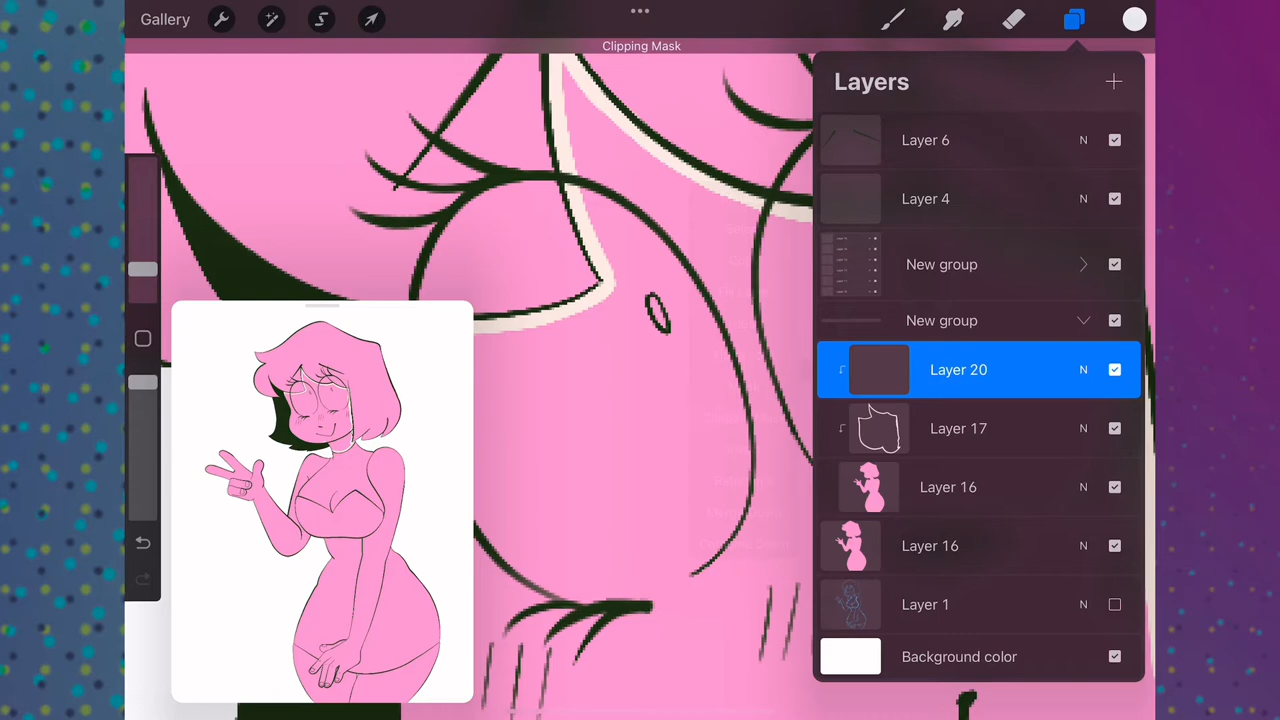 Gallery
Clipping Mask
Layers
Layer 6 N
Layer 4 N
New group
New group
Layer 20 N
Layer 17 N
Layer 16 N
Layer 16 N
Layer 1 N
Background color